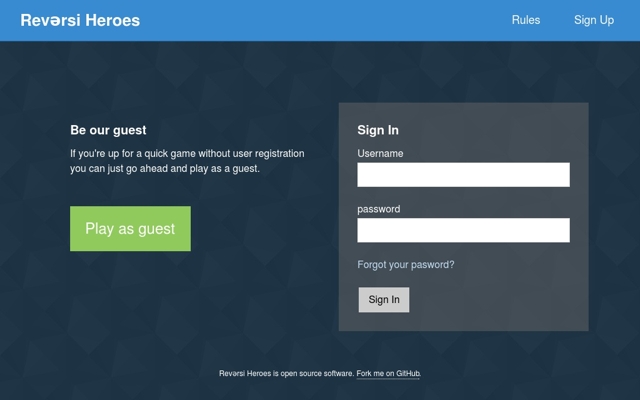 Revərsi Heroes
Rules
Sign Up
Be our guest
If you're up for a quick game without user registration
you can just go ahead and play as a guest.
Play as guest
Sign In
Username
password
Forgot your pasword?
Sign In
Revərsi Heroes is open source software. Fork me on GitHub.